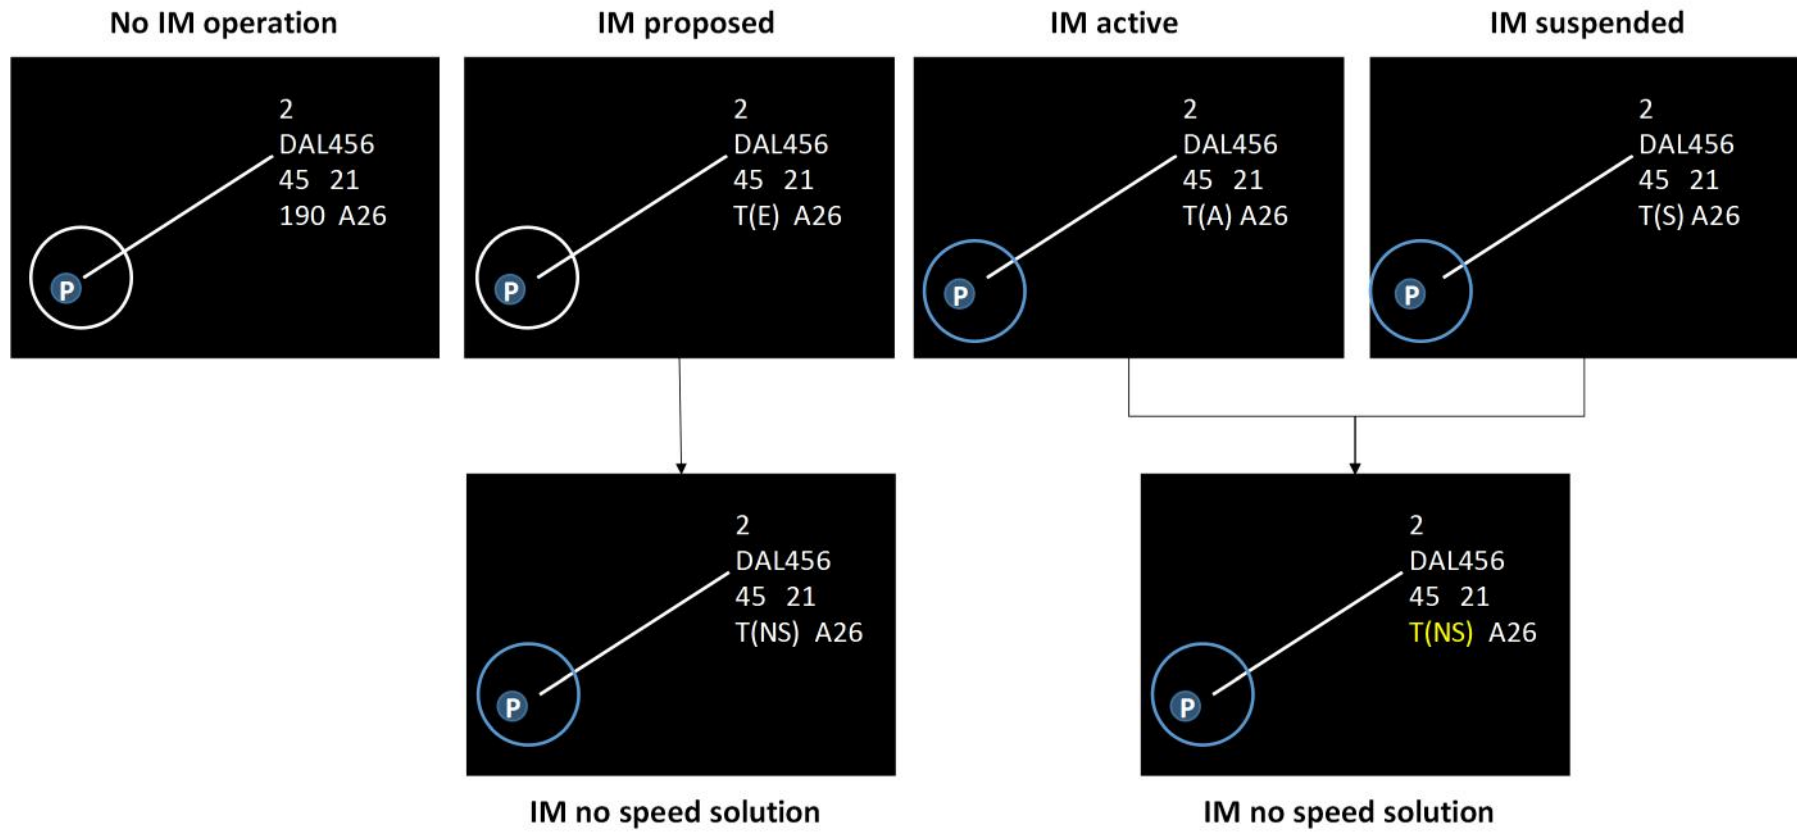 No IM operation
IM proposed
IM active
IM suspended
2
DAL456
45 21
190 A26
P
2
DAL456
45 21
T(E) A26
P
2
DAL456
45 21
T(A) A26
P
2
DAL456
45 21
T(S) A26
P
2
DAL456
45 21
T(NS) A26
P
IM no speed solution
2
DAL456
45 21
T(NS) A26
P
IM no speed solution